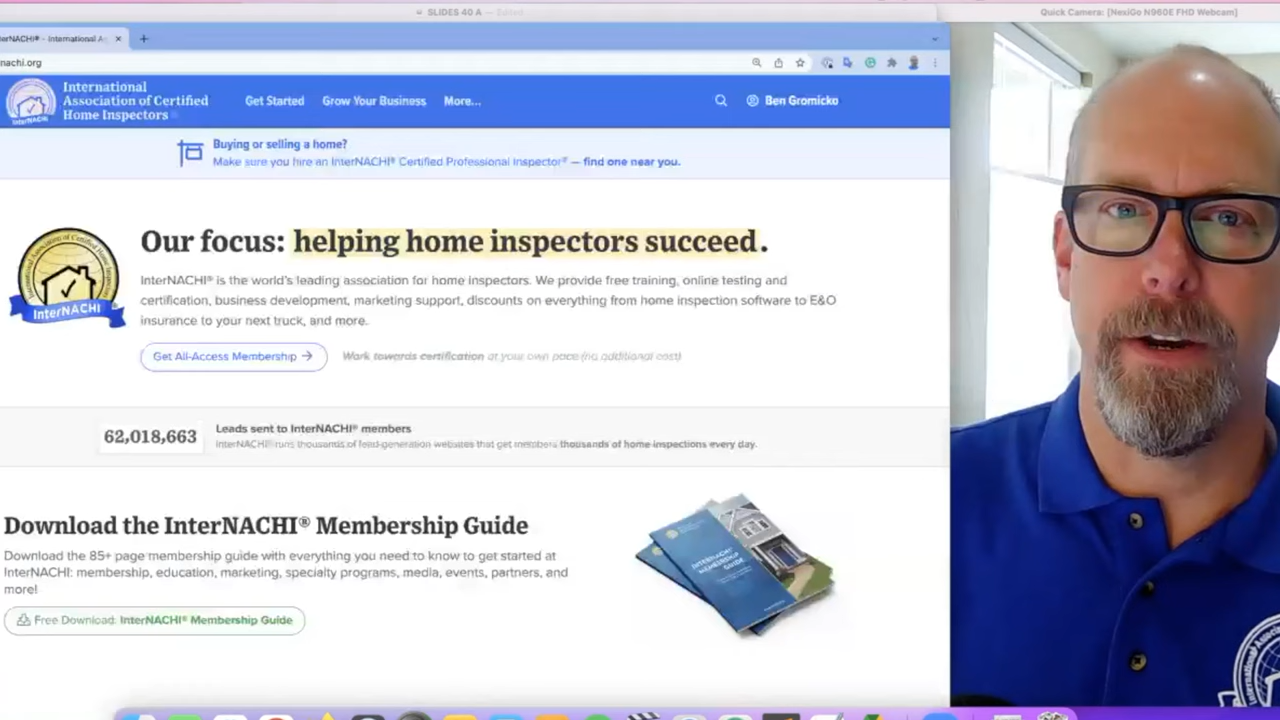 SLIDES 40 A — Edited
Quick Camera: [NexiGo N960E FHD Webcam]
erNACHI® - International A
nachi.org
International
Association of Certified
Home Inspectors®
InterNACHI
Get Started
Grow Your Business
More...
Ben Gromicko
Buying or selling a home?
Make sure you hire an InterNACHI® Certified Professional Inspector® — find one near you.
Our focus: helping home inspectors succeed.
InterNACHI
InterNACHI® is the world's leading association for home inspectors. We provide free training, online testing and
certification, business development, marketing support, discounts on everything from home inspection software to E&O
insurance to your next truck, and more.
Get All-Access Membership →
Work towards certification at your own pace (no additional cost)
62,018,663
Leads sent to InterNACHI® members
InterNACHI® runs thousands of lead-generation websites that get members thousands of home inspections every day.
Download the InterNACHI® Membership Guide
Download the 85+ page membership guide with everything you need to know to get started at
InterNACHI: membership, education, marketing, specialty programs, media, events, partners, and
more!
Free Download: InterNACHI® Membership Guide
INTERNACHI
MEMBERSHIP
GUIDE